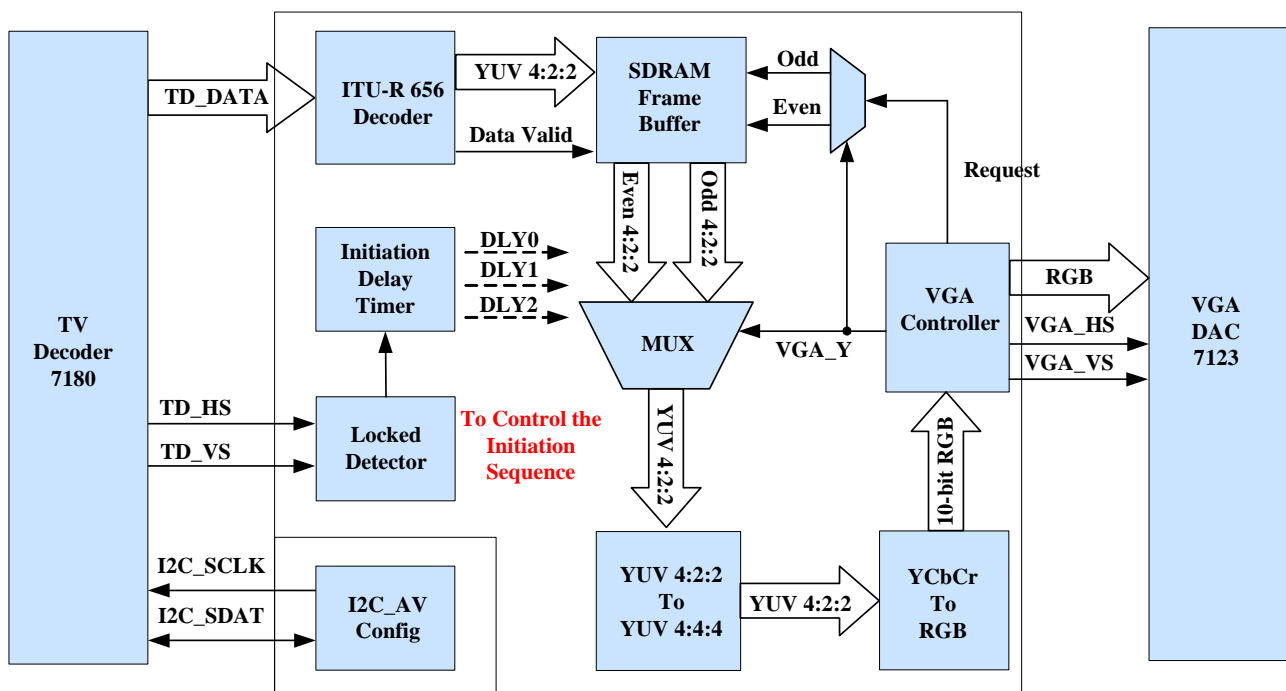 TV
Decoder
7180
TD_DATA
ITU-R 656
Decoder
YUV 4:2:2
Data Valid
SDRAM
Frame
Buffer
Odd
Even
Request
Even 4:2:2
Odd 4:2:2
Initiation
Delay
Timer
DLY0
DLY1
DLY2
MUX
VGA_Y
VGA
Controller
RGB
VGA_HS
VGA_VS
VGA
DAC
7123
TD_HS
TD_VS
Locked
Detector
To Control the
Initiation
Sequence
YUV 4:2:2
10-bit RGB
I2C_SCLK
I2C_SDAT
I2C_AV
Config
YUV 4:2:2
To
YUV 4:4:4
YUV 4:2:2
YCbCr
To
RGB